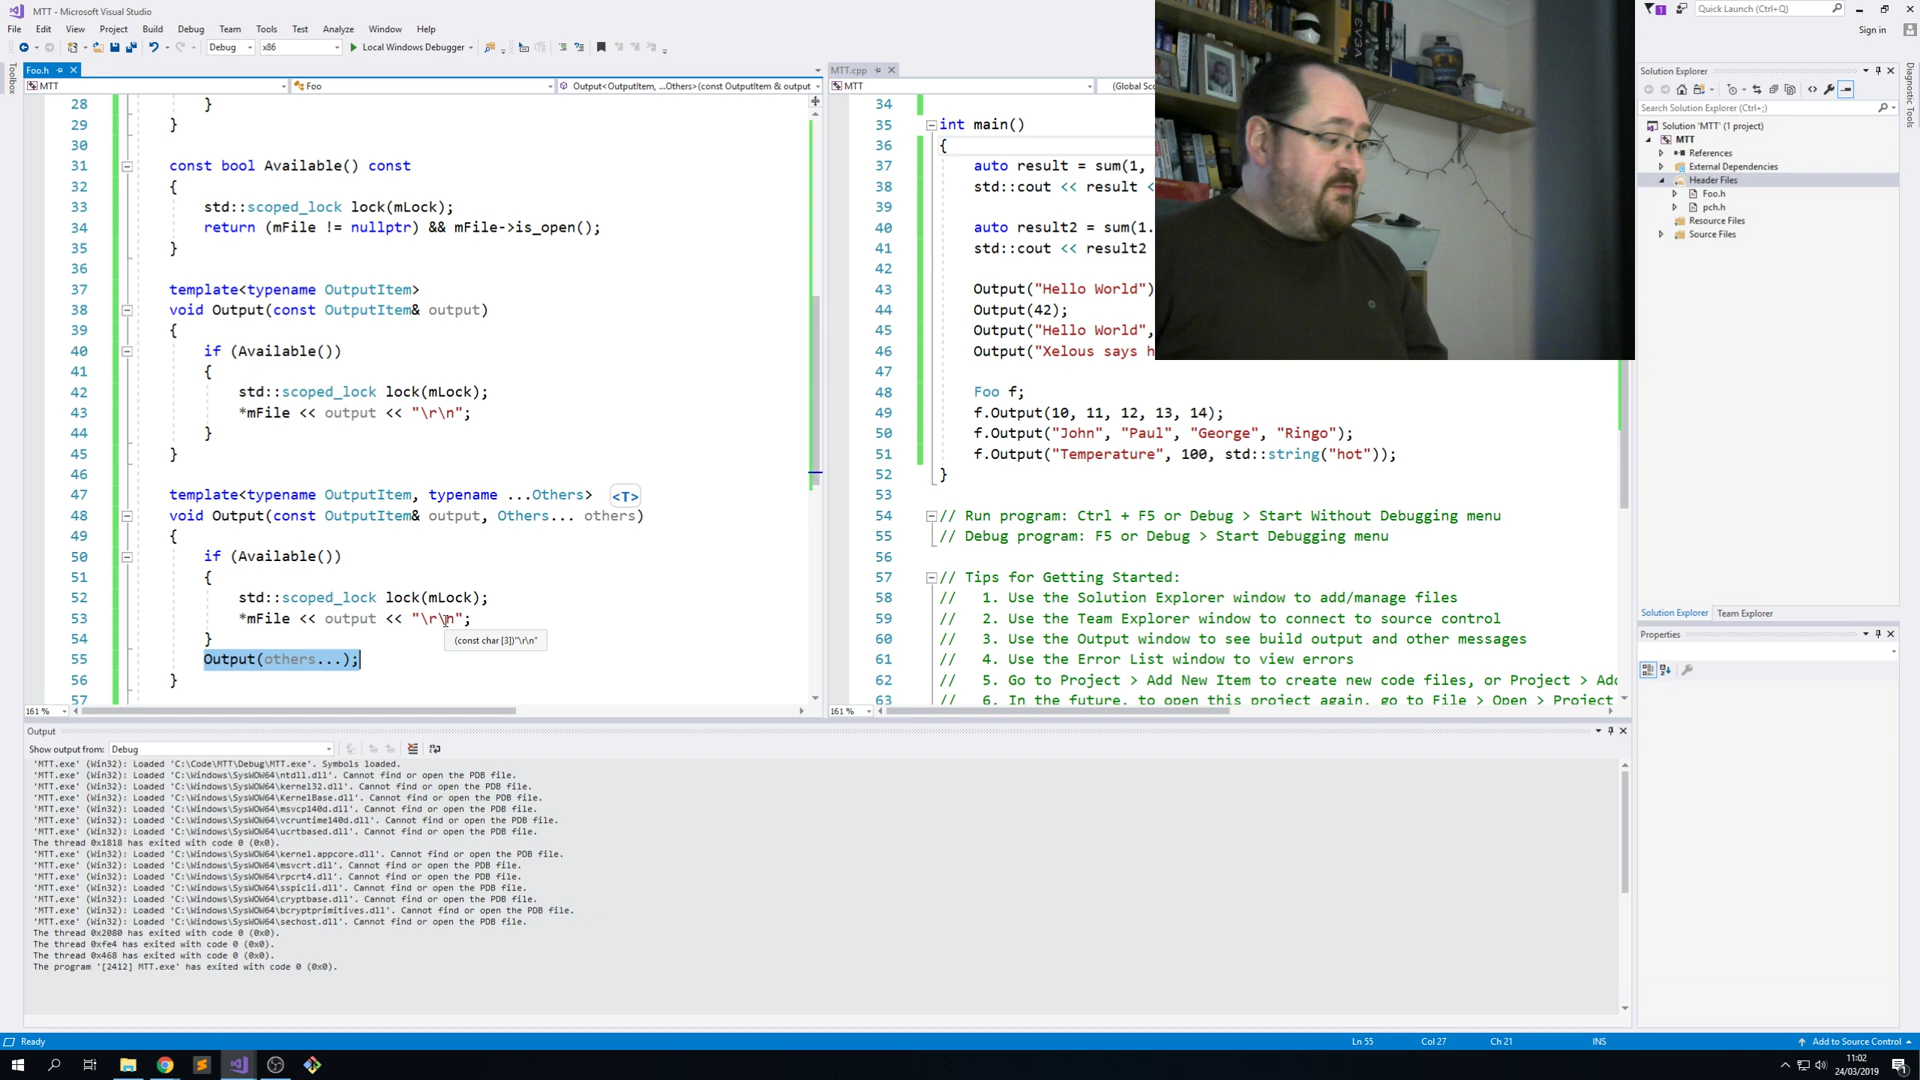 MTT - Microsoft Visual Studio
Quick Launch (Ctrl+Q)
File Edit View Project Build Debug Team Tools Test Analyze Window Help
Sign in
Debug x86 Local Windows Debugger
Toolbox
Foo.h
MTT.cpp
MTT Foo Output<OutputItem, ...Others>(const OutputItem & output
MTT (Global Sc
28 }
29 }
30
31 const bool Available() const
32 {
33 std::scoped_lock lock(mLock);
34 return (mFile != nullptr) && mFile->is_open();
35 }
36
37 template<typename OutputItem>
38 void Output(const OutputItem& output)
39 {
40 if (Available())
41 {
42 std::scoped_lock lock(mLock);
43 *mFile << output << "\r\n";
44 }
45 }
46
47 template<typename OutputItem, typename ...Others> <T>
48 void Output(const OutputItem& output, Others... others)
49 {
50 if (Available())
51 {
52 std::scoped_lock lock(mLock);
53 *mFile << output << "\r\n";
54 }
(const char [3])"\r\n"
55 Output(others...);
56 }
57
161 %
34
35 int main()
36 {
37 auto result = sum(1,
38 std::cout << result <
39
40 auto result2 = sum(1.
41 std::cout << result2
42
43 Output("Hello World")
44 Output(42);
45 Output("Hello World",
46 Output("Xelous says h
47
48 Foo f;
49 f.Output(10, 11, 12, 13, 14);
50 f.Output("John", "Paul", "George", "Ringo");
51 f.Output("Temperature", 100, std::string("hot"));
52 }
53
54 // Run program: Ctrl + F5 or Debug > Start Without Debugging menu
55 // Debug program: F5 or Debug > Start Debugging menu
56
57 // Tips for Getting Started:
58 // 1. Use the Solution Explorer window to add/manage files
59 // 2. Use the Team Explorer window to connect to source control
60 // 3. Use the Output window to see build output and other messages
61 // 4. Use the Error List window to view errors
62 // 5. Go to Project > Add New Item to create new code files, or Project > Add
63 // 6. In the future, to open this project again, go to File > Open > Project
161 %
Solution Explorer
Search Solution Explorer (Ctrl+;)
Solution 'MTT' (1 project)
MTT
References
External Dependencies
Header Files
Foo.h
pch.h
Resource Files
Source Files
Solution Explorer Team Explorer
Properties
Diagnostic Tools
Output
Show output from: Debug
'MTT.exe' (Win32): Loaded 'C:\Code\MTT\Debug\MTT.exe'. Symbols loaded.
'MTT.exe' (Win32): Loaded 'C:\Windows\SysWOW64\ntdll.dll'. Cannot find or open the PDB file.
'MTT.exe' (Win32): Loaded 'C:\Windows\SysWOW64\kernel32.dll'. Cannot find or open the PDB file.
'MTT.exe' (Win32): Loaded 'C:\Windows\SysWOW64\KernelBase.dll'. Cannot find or open the PDB file.
'MTT.exe' (Win32): Loaded 'C:\Windows\SysWOW64\msvcp140d.dll'. Cannot find or open the PDB file.
'MTT.exe' (Win32): Loaded 'C:\Windows\SysWOW64\vcruntime140d.dll'. Cannot find or open the PDB file.
'MTT.exe' (Win32): Loaded 'C:\Windows\SysWOW64\ucrtbased.dll'. Cannot find or open the PDB file.
The thread 0x1818 has exited with code 0 (0x0).
'MTT.exe' (Win32): Loaded 'C:\Windows\SysWOW64\kernel.appcore.dll'. Cannot find or open the PDB file.
'MTT.exe' (Win32): Loaded 'C:\Windows\SysWOW64\msvcrt.dll'. Cannot find or open the PDB file.
'MTT.exe' (Win32): Loaded 'C:\Windows\SysWOW64\rpcrt4.dll'. Cannot find or open the PDB file.
'MTT.exe' (Win32): Loaded 'C:\Windows\SysWOW64\sspicli.dll'. Cannot find or open the PDB file.
'MTT.exe' (Win32): Loaded 'C:\Windows\SysWOW64\cryptbase.dll'. Cannot find or open the PDB file.
'MTT.exe' (Win32): Loaded 'C:\Windows\SysWOW64\bcryptprimitives.dll'. Cannot find or open the PDB file.
'MTT.exe' (Win32): Loaded 'C:\Windows\SysWOW64\sechost.dll'. Cannot find or open the PDB file.
The thread 0x2080 has exited with code 0 (0x0).
The thread 0xfe4 has exited with code 0 (0x0).
The thread 0x468 has exited with code 0 (0x0).
The program '[2412] MTT.exe' has exited with code 0 (0x0).
Ready Ln 55 Col 27 Ch 21 INS Add to Source Control
11:02
24/03/2019